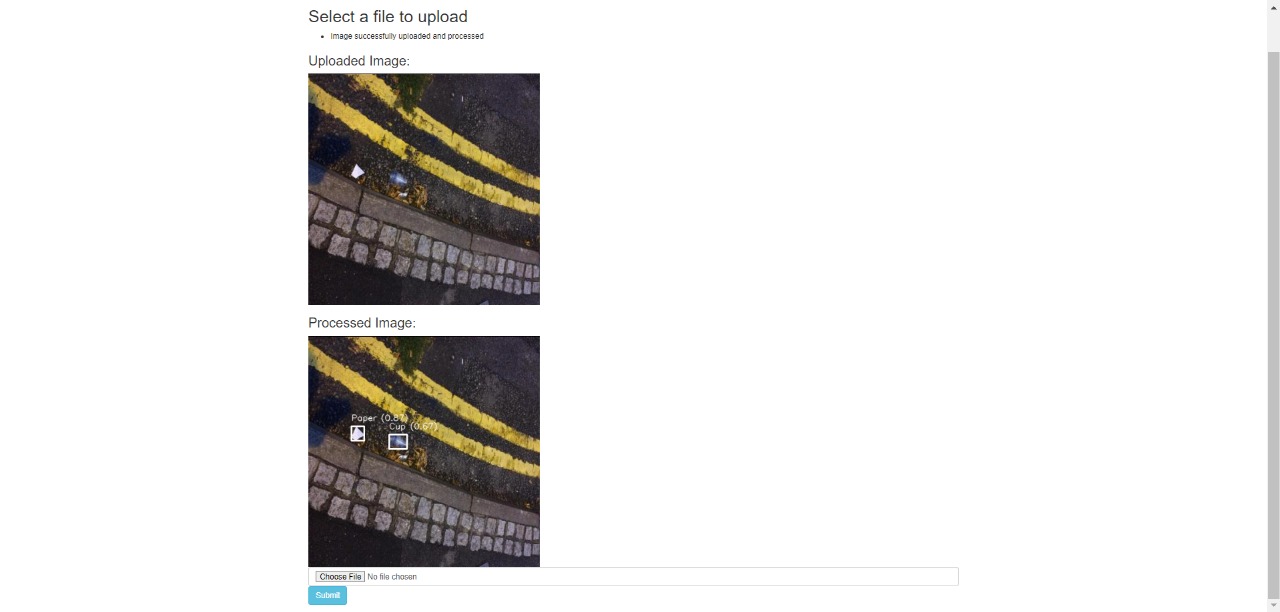 Select a file to upload
Image successfully uploaded and processed
Uploaded Image:
Processed Image:
Paper (0.87)
Cup (0.67)
Choose File No file chosen
Submit